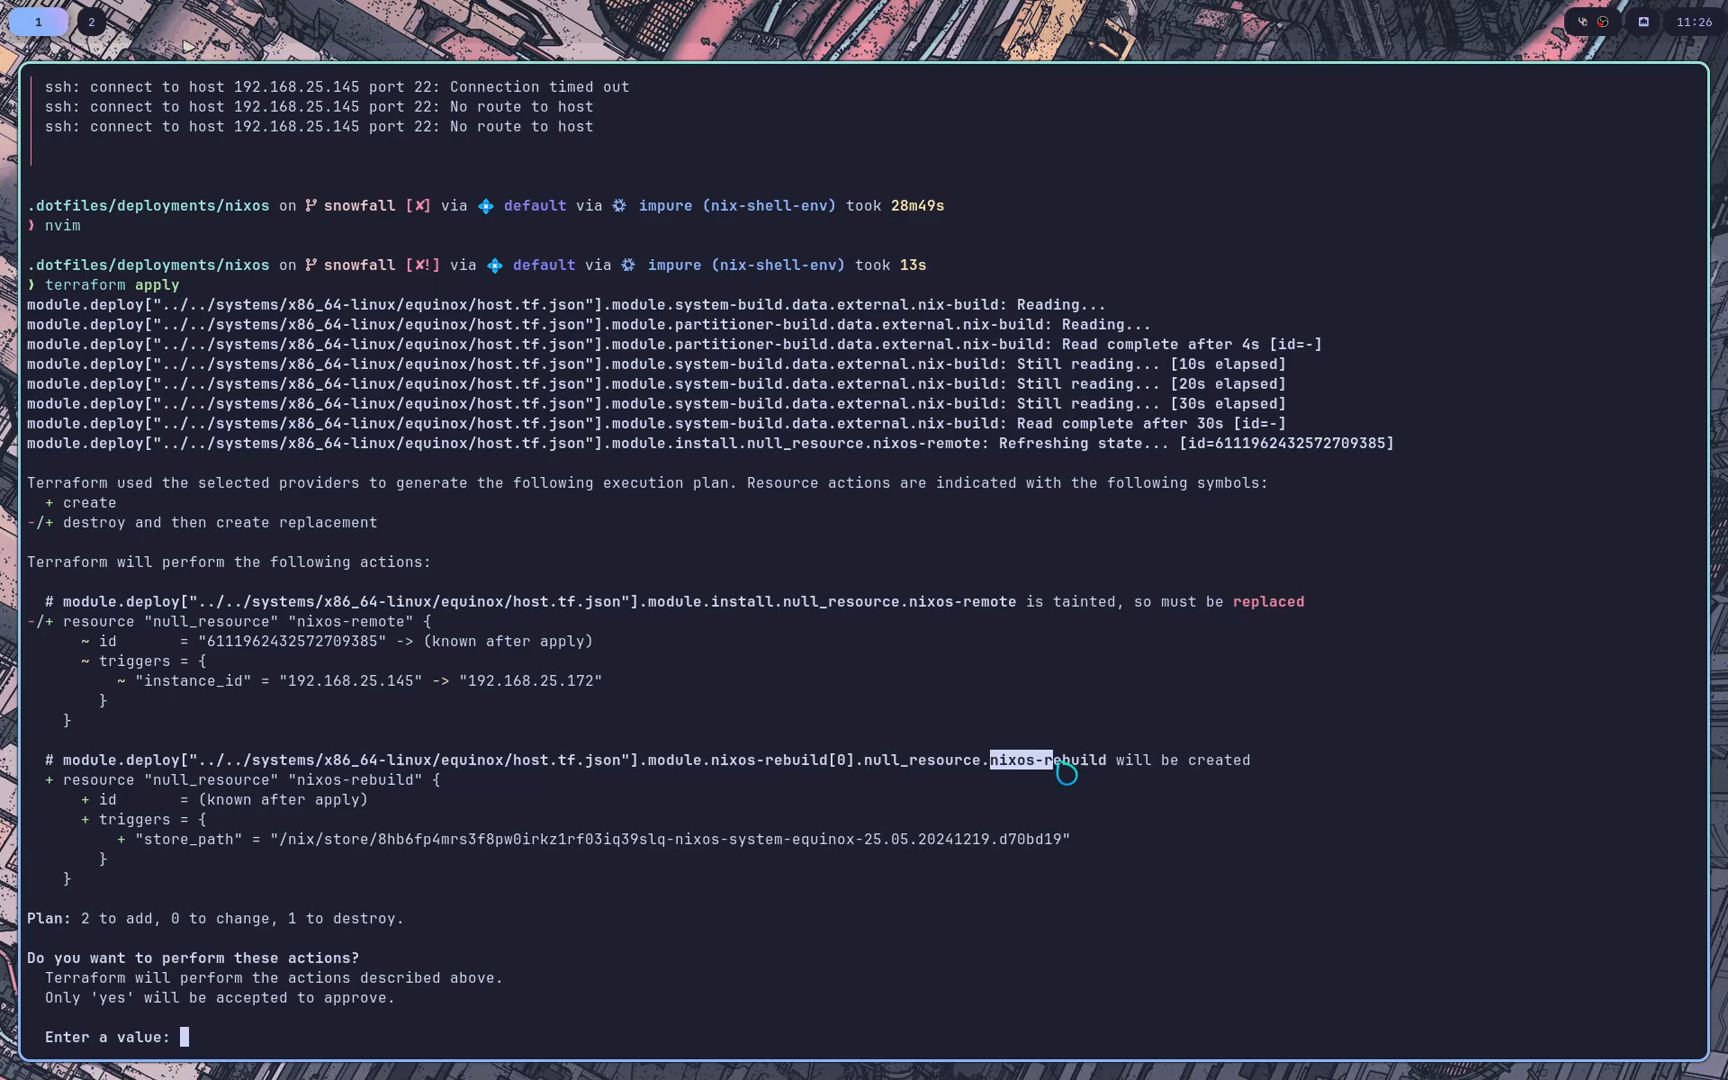 1 2 11:26
ssh: connect to host 192.168.25.145 port 22: Connection timed out
ssh: connect to host 192.168.25.145 port 22: No route to host
ssh: connect to host 192.168.25.145 port 22: No route to host
.dotfiles/deployments/nixos on snowfall [✘] via default via impure (nix-shell-env) took 28m49s
❯ nvim
.dotfiles/deployments/nixos on snowfall [✘!] via default via impure (nix-shell-env) took 13s
❯ terraform apply
module.deploy["../../systems/x86_64-linux/equinox/host.tf.json"].module.system-build.data.external.nix-build: Reading...
module.deploy["../../systems/x86_64-linux/equinox/host.tf.json"].module.partitioner-build.data.external.nix-build: Reading...
module.deploy["../../systems/x86_64-linux/equinox/host.tf.json"].module.partitioner-build.data.external.nix-build: Read complete after 4s [id=-]
module.deploy["../../systems/x86_64-linux/equinox/host.tf.json"].module.system-build.data.external.nix-build: Still reading... [10s elapsed]
module.deploy["../../systems/x86_64-linux/equinox/host.tf.json"].module.system-build.data.external.nix-build: Still reading... [20s elapsed]
module.deploy["../../systems/x86_64-linux/equinox/host.tf.json"].module.system-build.data.external.nix-build: Still reading... [30s elapsed]
module.deploy["../../systems/x86_64-linux/equinox/host.tf.json"].module.system-build.data.external.nix-build: Read complete after 30s [id=-]
module.deploy["../../systems/x86_64-linux/equinox/host.tf.json"].module.install.null_resource.nixos-remote: Refreshing state... [id=6111962432572709385]
Terraform used the selected providers to generate the following execution plan. Resource actions are indicated with the following symbols:
+ create
-/+ destroy and then create replacement
Terraform will perform the following actions:
# module.deploy["../../systems/x86_64-linux/equinox/host.tf.json"].module.install.null_resource.nixos-remote is tainted, so must be replaced
-/+ resource "null_resource" "nixos-remote" {
~ id = "6111962432572709385" -> (known after apply)
~ triggers = {
~ "instance_id" = "192.168.25.145" -> "192.168.25.172"
}
}
# module.deploy["../../systems/x86_64-linux/equinox/host.tf.json"].module.nixos-rebuild[0].null_resource.nixos-rebuild will be created
+ resource "null_resource" "nixos-rebuild" {
+ id = (known after apply)
+ triggers = {
+ "store_path" = "/nix/store/8hb6fp4mrs3f8pw0irkz1rf03iq39slq-nixos-system-equinox-25.05.20241219.d70bd19"
}
}
Plan: 2 to add, 0 to change, 1 to destroy.
Do you want to perform these actions?
Terraform will perform the actions described above.
Only 'yes' will be accepted to approve.
Enter a value: